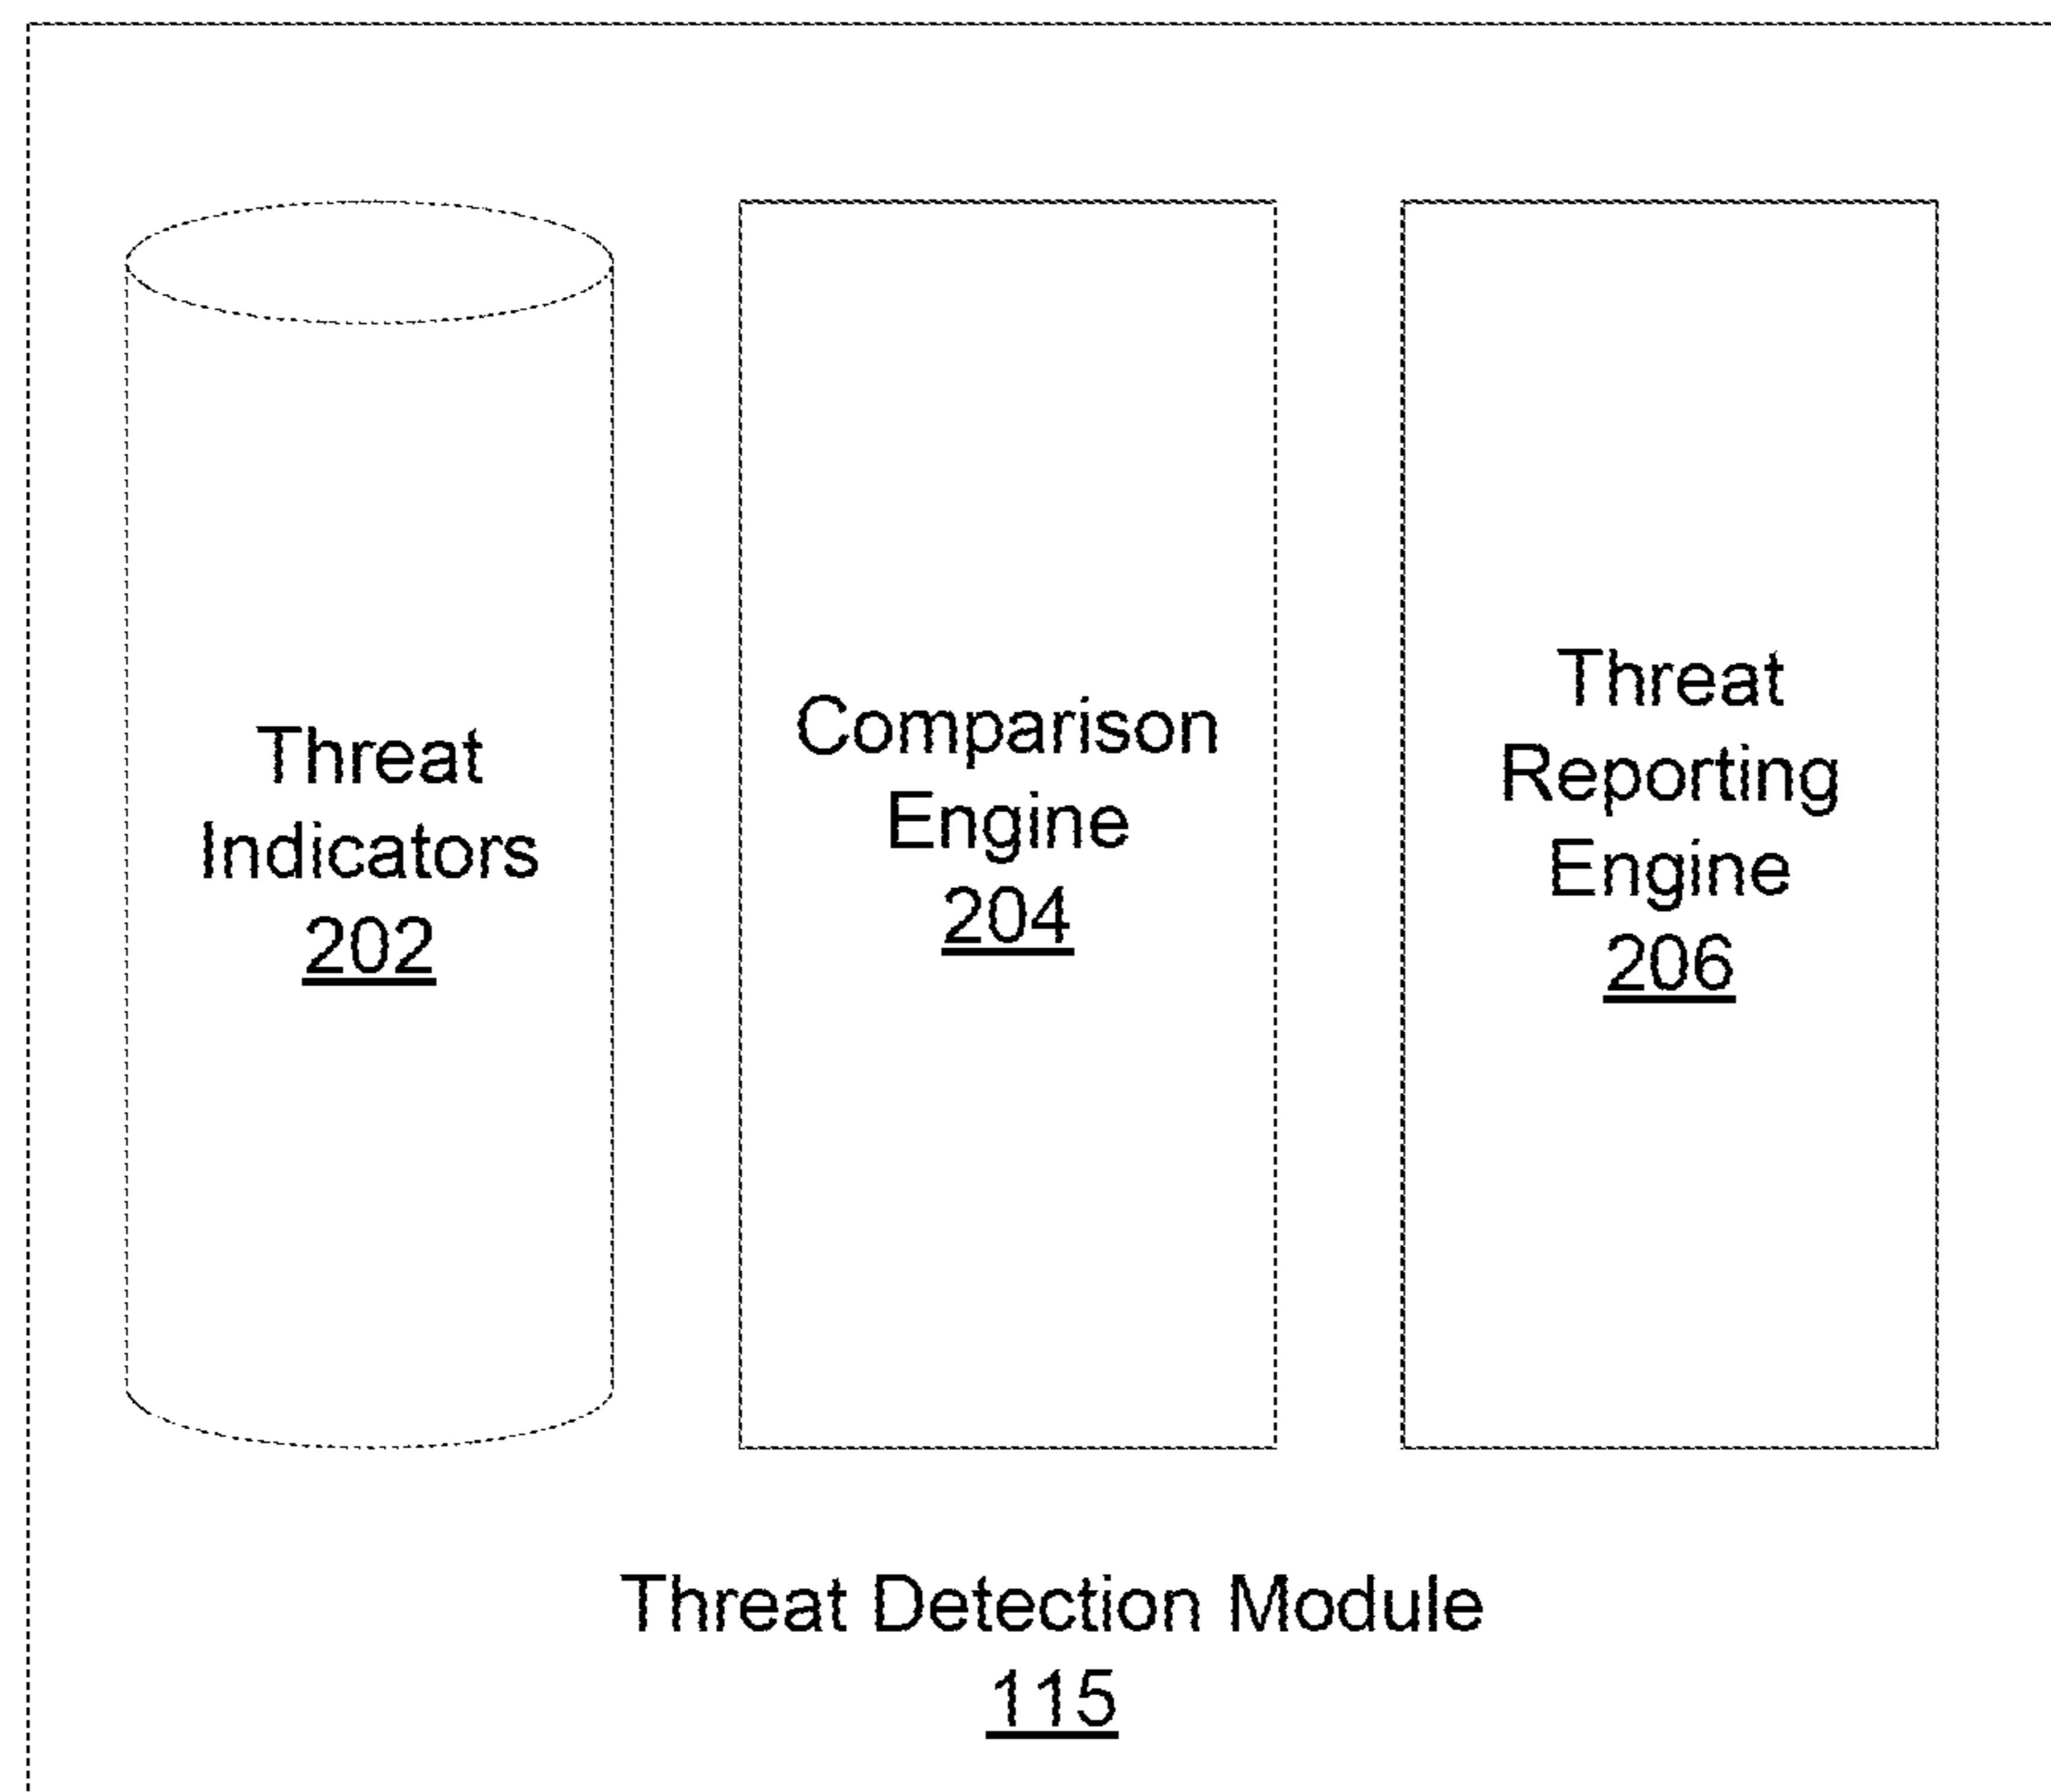 Threat
Indicators
202
Comparison
Engine
204
Threat
Reporting
Engine
206
Threat Detection Module
115